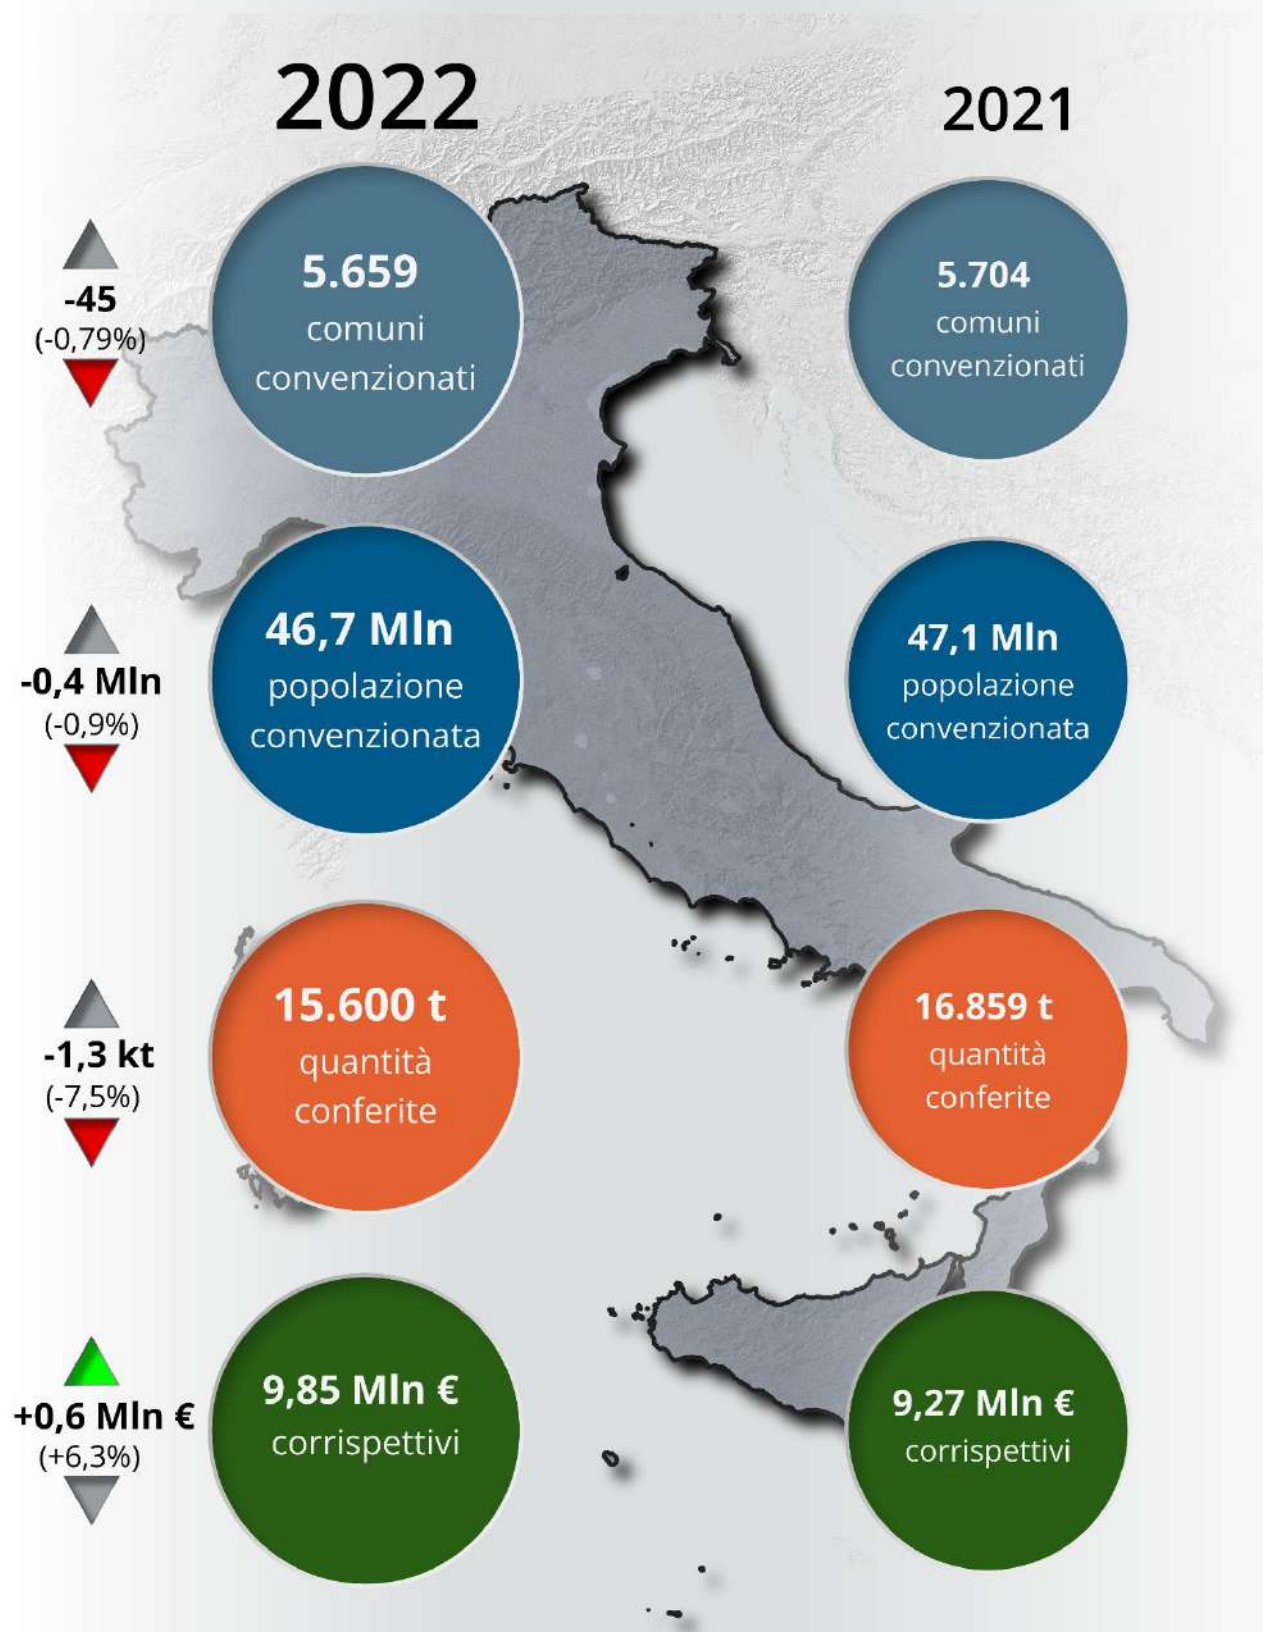 2022
2021
-45
(-0,79%)
5.659
comuni
convenzionati
5.704
comuni
convenzionati
-0,4 Mln
(-0,9%)
46,7 Mln
popolazione
convenzionata
47,1 Mln
popolazione
convenzionata
-1,3 kt
(-7,5%)
15.600 t
quantità
conferite
16.859 t
quantità
conferite
+0,6 Mln €
(+6,3%)
9,85 Mln €
corrispettivi
9,27 Mln €
corrispettivi